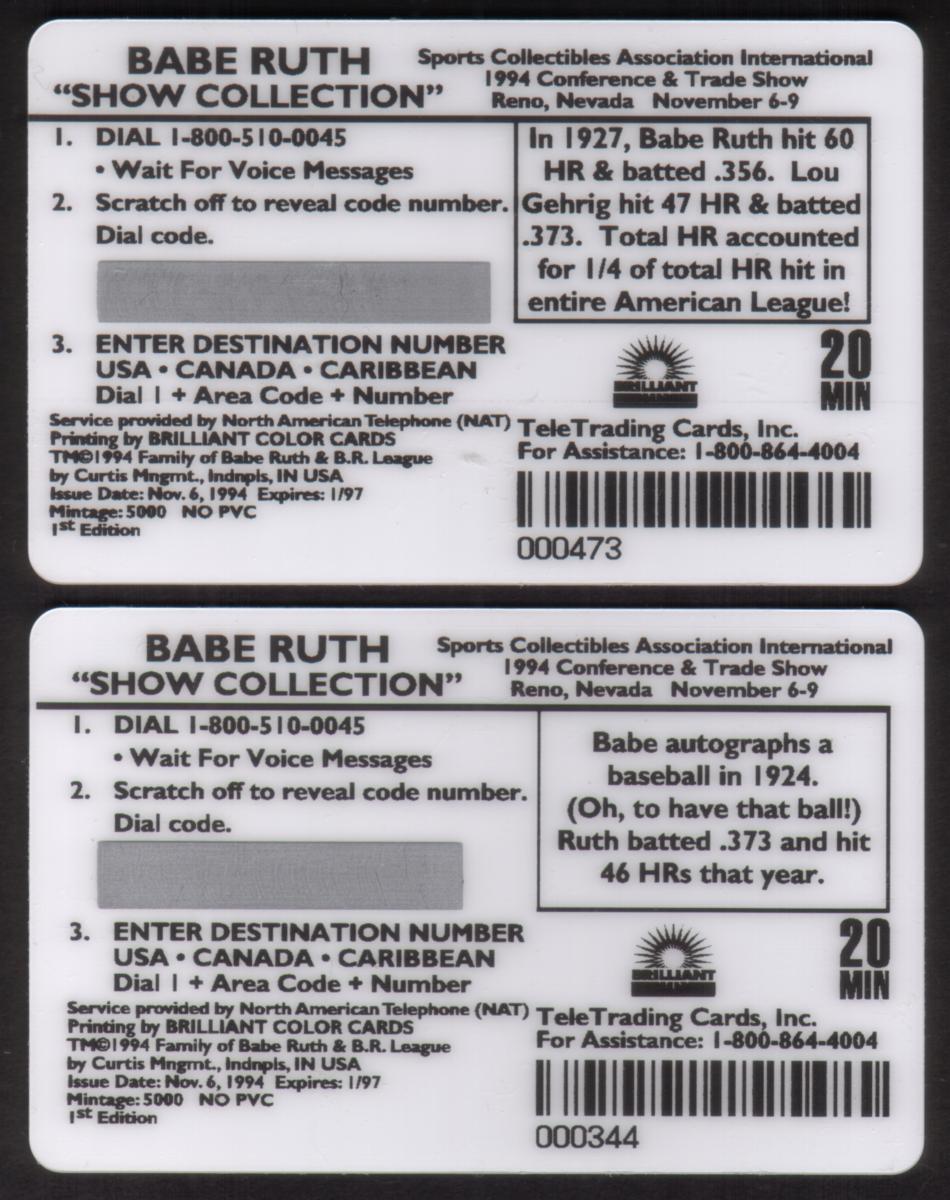 BABE RUTH
“SHOW COLLECTION”
Sports Collectibles Association International
1994 Conference & Trade Show
Reno, Nevada November 6-9
1. DIAL 1-800-510-0045
• Wait For Voice Messages
2. Scratch off to reveal code number.
Dial code.
In 1927, Babe Ruth hit 60
HR & batted .356. Lou
Gehrig hit 47 HR & batted
.373. Total HR accounted
for 1/4 of total HR hit in
entire American League!
3. ENTER DESTINATION NUMBER
USA • CANADA • CARIBBEAN
Dial 1 + Area Code + Number
BRILLIANT
20
MIN
Service provided by North American Telephone (NAT)
Printing by BRILLIANT COLOR CARDS
TM©1994 Family of Babe Ruth & B.R. League
by Curtis Mngmt., Indnpls, IN USA
Issue Date: Nov. 6, 1994 Expires: 1/97
Mintage: 5000 NO PVC
1st Edition
TeleTrading Cards, Inc.
For Assistance: 1-800-864-4004
000473
BABE RUTH
“SHOW COLLECTION”
Sports Collectibles Association International
1994 Conference & Trade Show
Reno, Nevada November 6-9
1. DIAL 1-800-510-0045
• Wait For Voice Messages
2. Scratch off to reveal code number.
Dial code.
Babe autographs a
baseball in 1924.
(Oh, to have that ball!)
Ruth batted .373 and hit
46 HRs that year.
3. ENTER DESTINATION NUMBER
USA • CANADA • CARIBBEAN
Dial 1 + Area Code + Number
BRILLIANT
20
MIN
Service provided by North American Telephone (NAT)
Printing by BRILLIANT COLOR CARDS
TM©1994 Family of Babe Ruth & B.R. League
by Curtis Mngmt., Indnpls, IN USA
Issue Date: Nov. 6, 1994 Expires: 1/97
Mintage: 5000 NO PVC
1st Edition
TeleTrading Cards, Inc.
For Assistance: 1-800-864-4004
000344